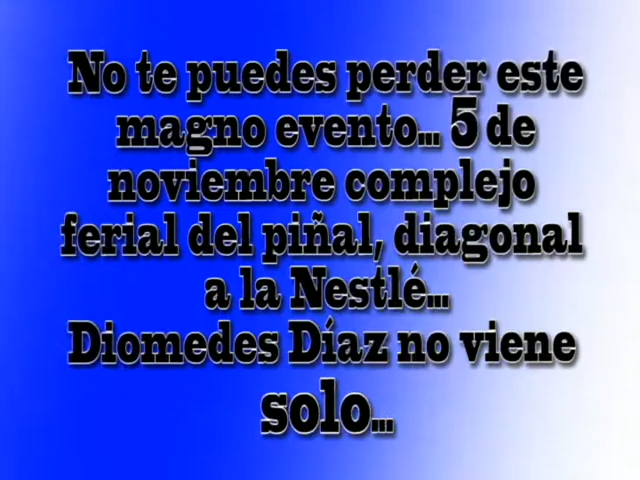 No te puedes perder este
magno evento... 5 de
noviembre complejo
ferial del piñal, diagonal
a la Nestlé...
Diomedes Díaz no viene
solo...